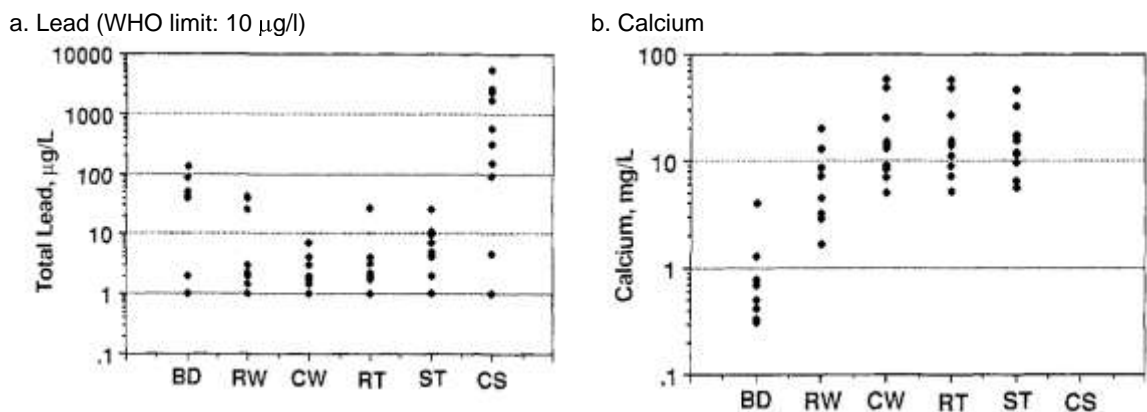 a. Lead (WHO limit: 10 μg/l)
10000
1000
100
10
1
.1
Total Lead, μg/L
BD RW CW RT ST CS
b. Calcium
100
10
1
.1
Calcium, mg/L
BD RW CW RT ST CS